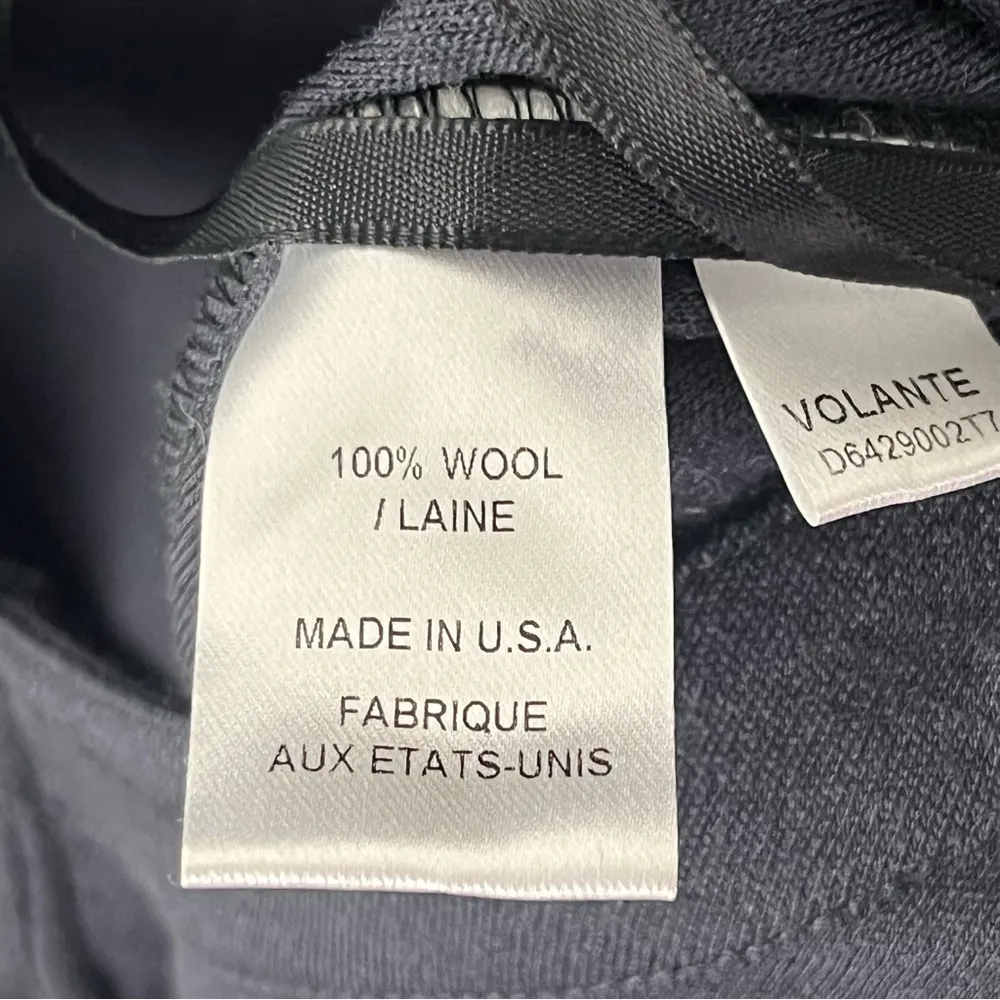 100% WOOL
/ LAINE
MADE IN U.S.A.
FABRIQUE
AUX ETATS-UNIS
VOLANTE
D6429002T7